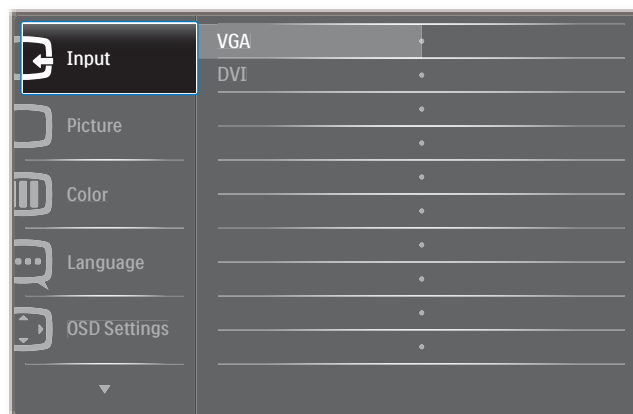 Input
Picture
Color
Language
OSD Settings
VGA
DVI